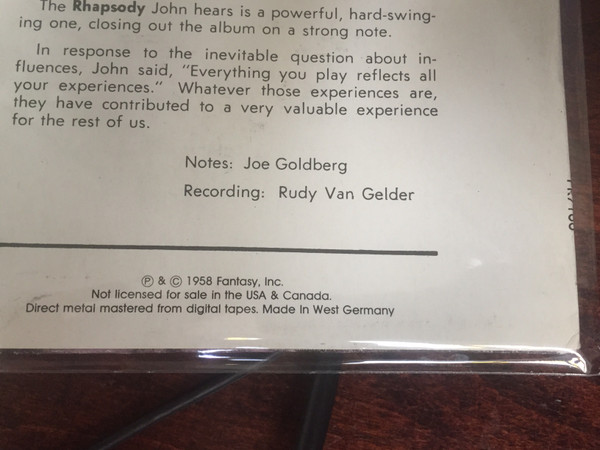 The Rhapsody John hears is a powerful, hard-swing-
ing one, closing out the album on a strong note.
In response to the inevitable question about in-
fluences, John said, "Everything you play reflects all
your experiences." Whatever those experiences are,
they have contributed to a very valuable experience
for the rest of us.
Notes: Joe Goldberg
Recording: Rudy Van Gelder
℗ & © 1958 Fantasy, Inc.
Not licensed for sale in the USA & Canada.
Direct metal mastered from digital tapes. Made in West Germany